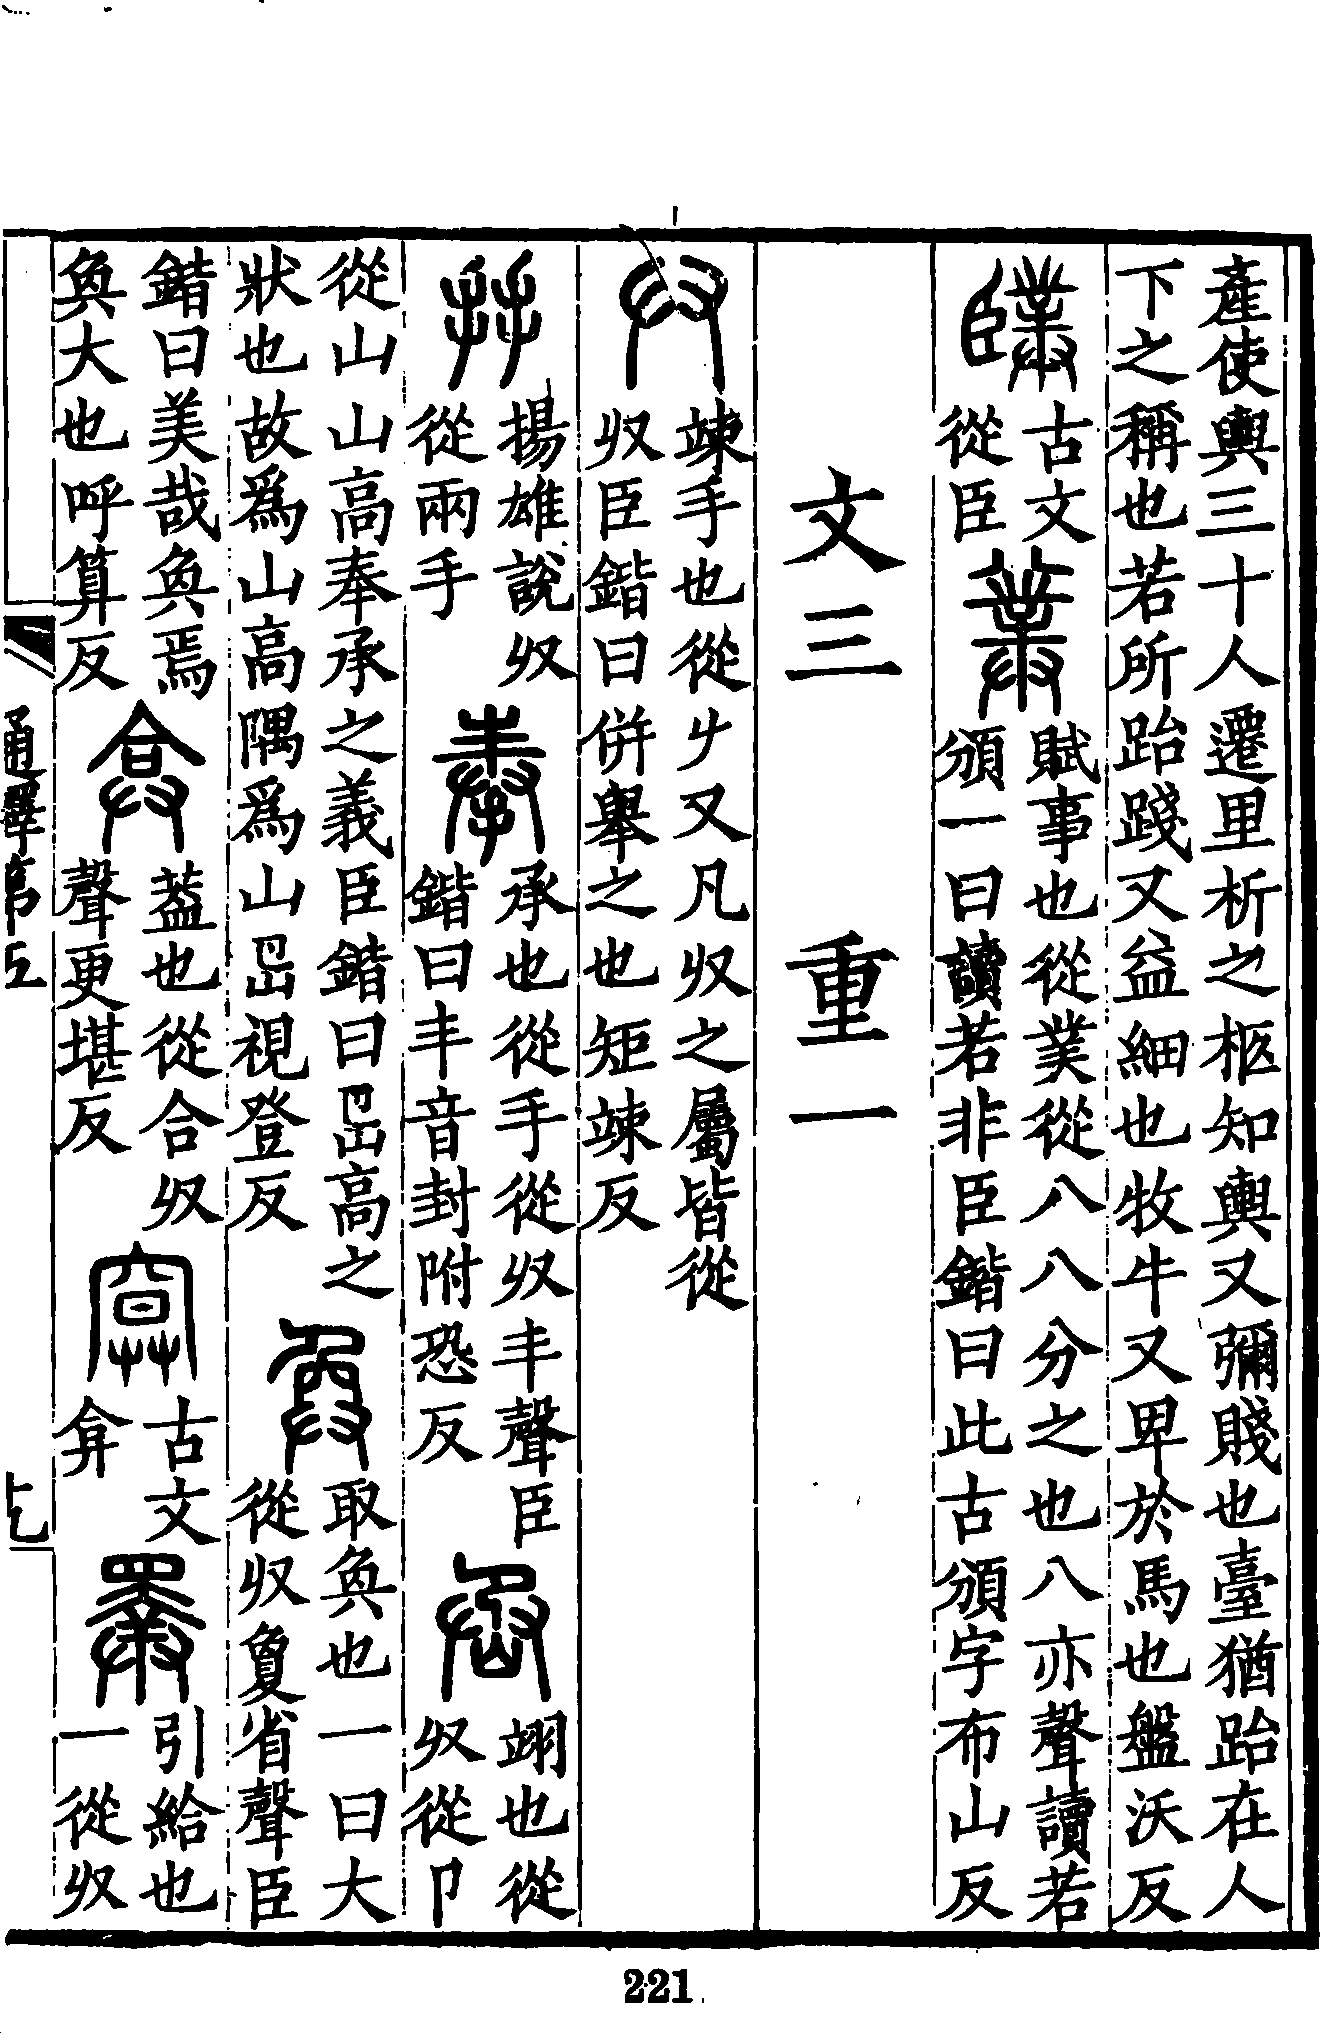 產使輿三十人遷里析之柩知輿又彌賤也臺猶跆在人
下之稱也若所跆踐又益細也牧牛又卑於馬也盤沃反
古文
從臣
賦事也從業從八八分之也八亦聲讀若
頒一曰讀若非臣鍇曰此古頒字布山反
文三 重一
竦手也從𠂇又凡収之屬皆從
収臣鍇曰併舉之也矩竦反
揚雄說収
從兩手
承也從手從収丰聲臣
鍇曰丰音封附恐反
翊也從
収從卪
從山山高奉承之義臣鍇曰𡵆高之
狀也故爲山高隅爲山𡵆視登反
取奐也一曰大
從収敻省聲臣
鍇曰美哉奐焉
奐大也呼算反
蓋也從合収
聲更堪反
古文
弇
引給也
一從収
通釋第五